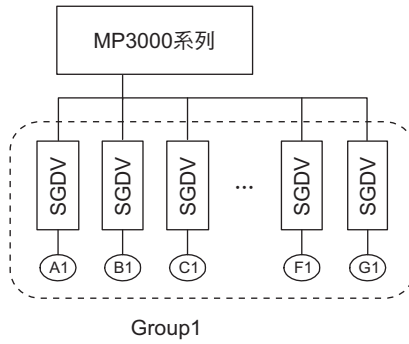 MP3000系列
SGDV SGDV SGDV ... SGDV SGDV
A1 B1 C1 F1 G1
Group1